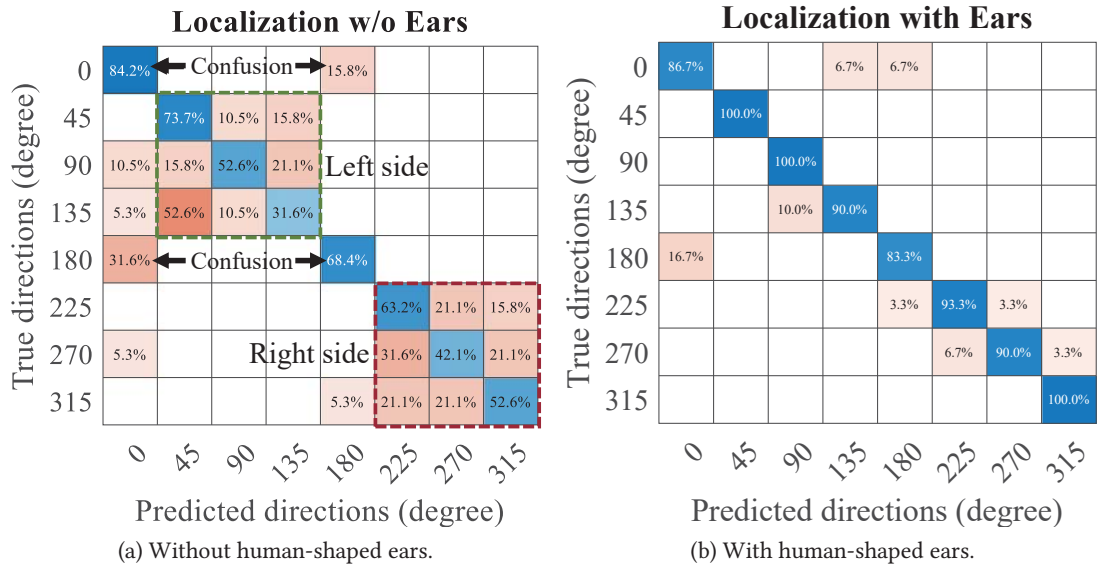 Localization w/o Ears
True directions (degree)
0 84.2% Confusion 15.8%
45 73.7% 10.5% 15.8%
90 10.5% 15.8% 52.6% 21.1% Left side
135 5.3% 52.6% 10.5% 31.6%
180 31.6% Confusion 68.4%
225 63.2% 21.1% 15.8%
270 5.3% Right side 31.6% 42.1% 21.1%
315 5.3% 21.1% 21.1% 52.6%
0 45 90 135 180 225 270 315
Predicted directions (degree)
(a) Without human-shaped ears.
Localization with Ears
True directions (degree)
0 86.7% 6.7% 6.7%
45 100.0%
90 100.0%
135 10.0% 90.0%
180 16.7% 83.3%
225 3.3% 93.3% 3.3%
270 6.7% 90.0% 3.3%
315 100.0%
0 45 90 135 180 225 270 315
Predicted directions (degree)
(b) With human-shaped ears.